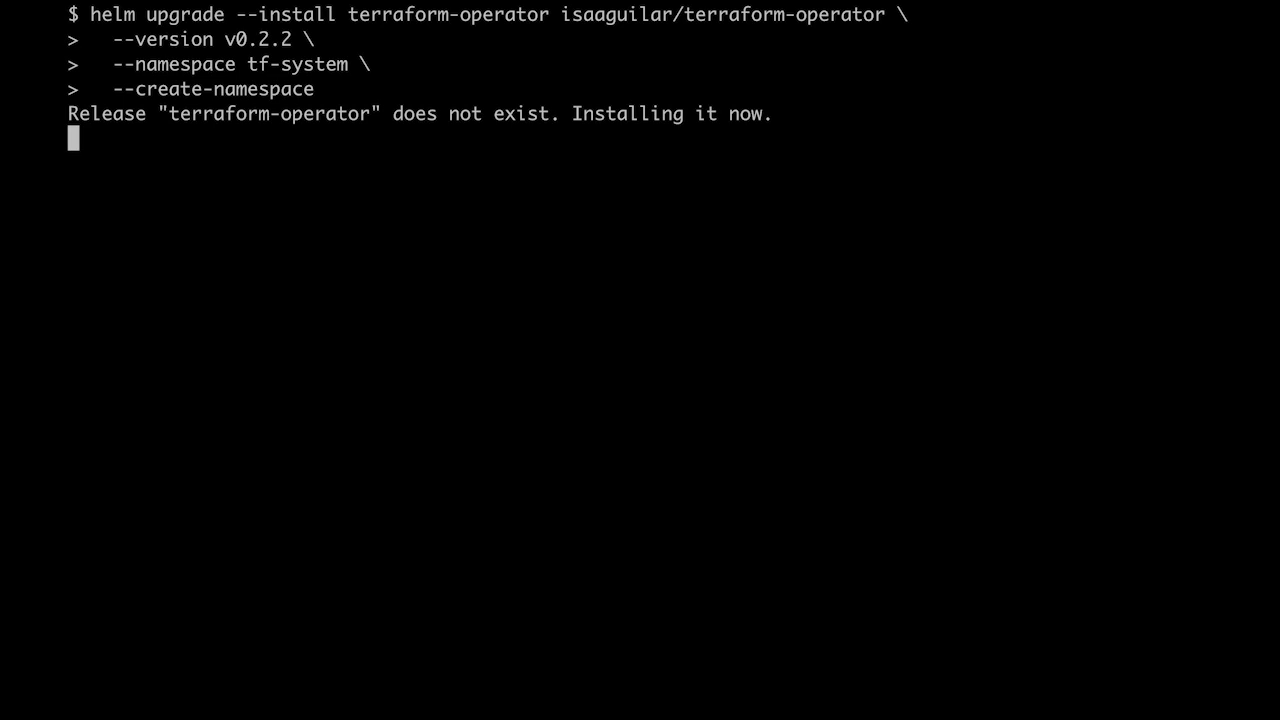 $ helm upgrade --install terraform-operator isaaguilar/terraform-operator \
>   --version v0.2.2 \
>   --namespace tf-system \
>   --create-namespace
Release "terraform-operator" does not exist. Installing it now.